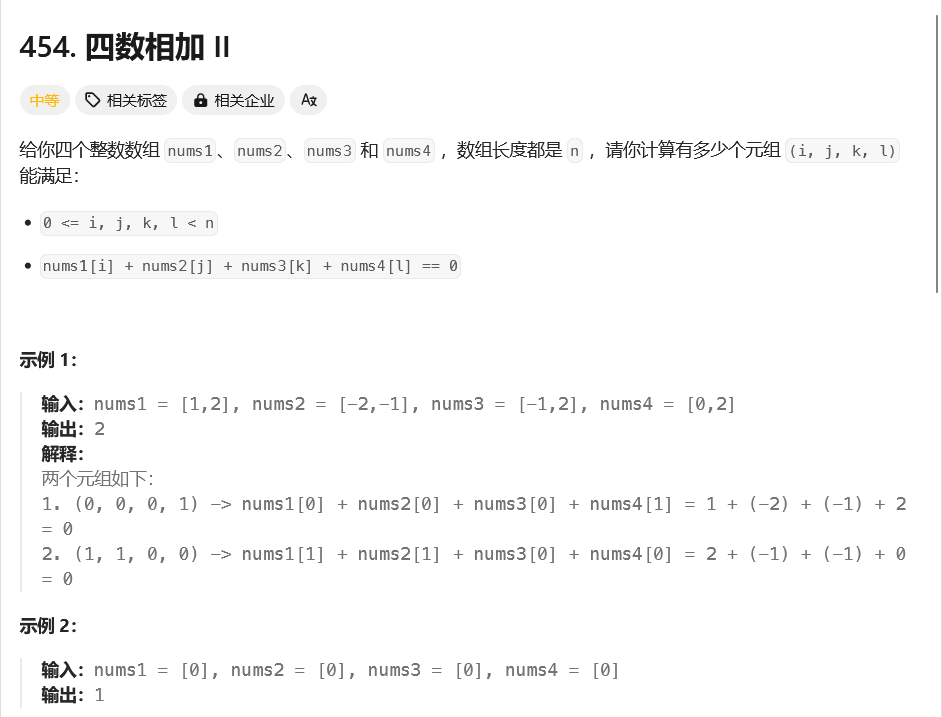 454. 四数相加 II
中等 相关标签 相关企业 Aあ
给你四个整数数组 nums1、nums2、nums3 和 nums4 ，数组长度都是 n ，请你计算有多少个元组 (i, j, k, l)
能满足：
• 0 <= i, j, k, l < n
• nums1[i] + nums2[j] + nums3[k] + nums4[l] == 0
示例 1：
输入：nums1 = [1,2], nums2 = [-2,-1], nums3 = [-1,2], nums4 = [0,2]
输出：2
解释：
两个元组如下：
1. (0, 0, 0, 1) -> nums1[0] + nums2[0] + nums3[0] + nums4[1] = 1 + (-2) + (-1) + 2
= 0
2. (1, 1, 0, 0) -> nums1[1] + nums2[1] + nums3[0] + nums4[0] = 2 + (-1) + (-1) + 0
= 0
示例 2：
输入：nums1 = [0], nums2 = [0], nums3 = [0], nums4 = [0]
输出：1